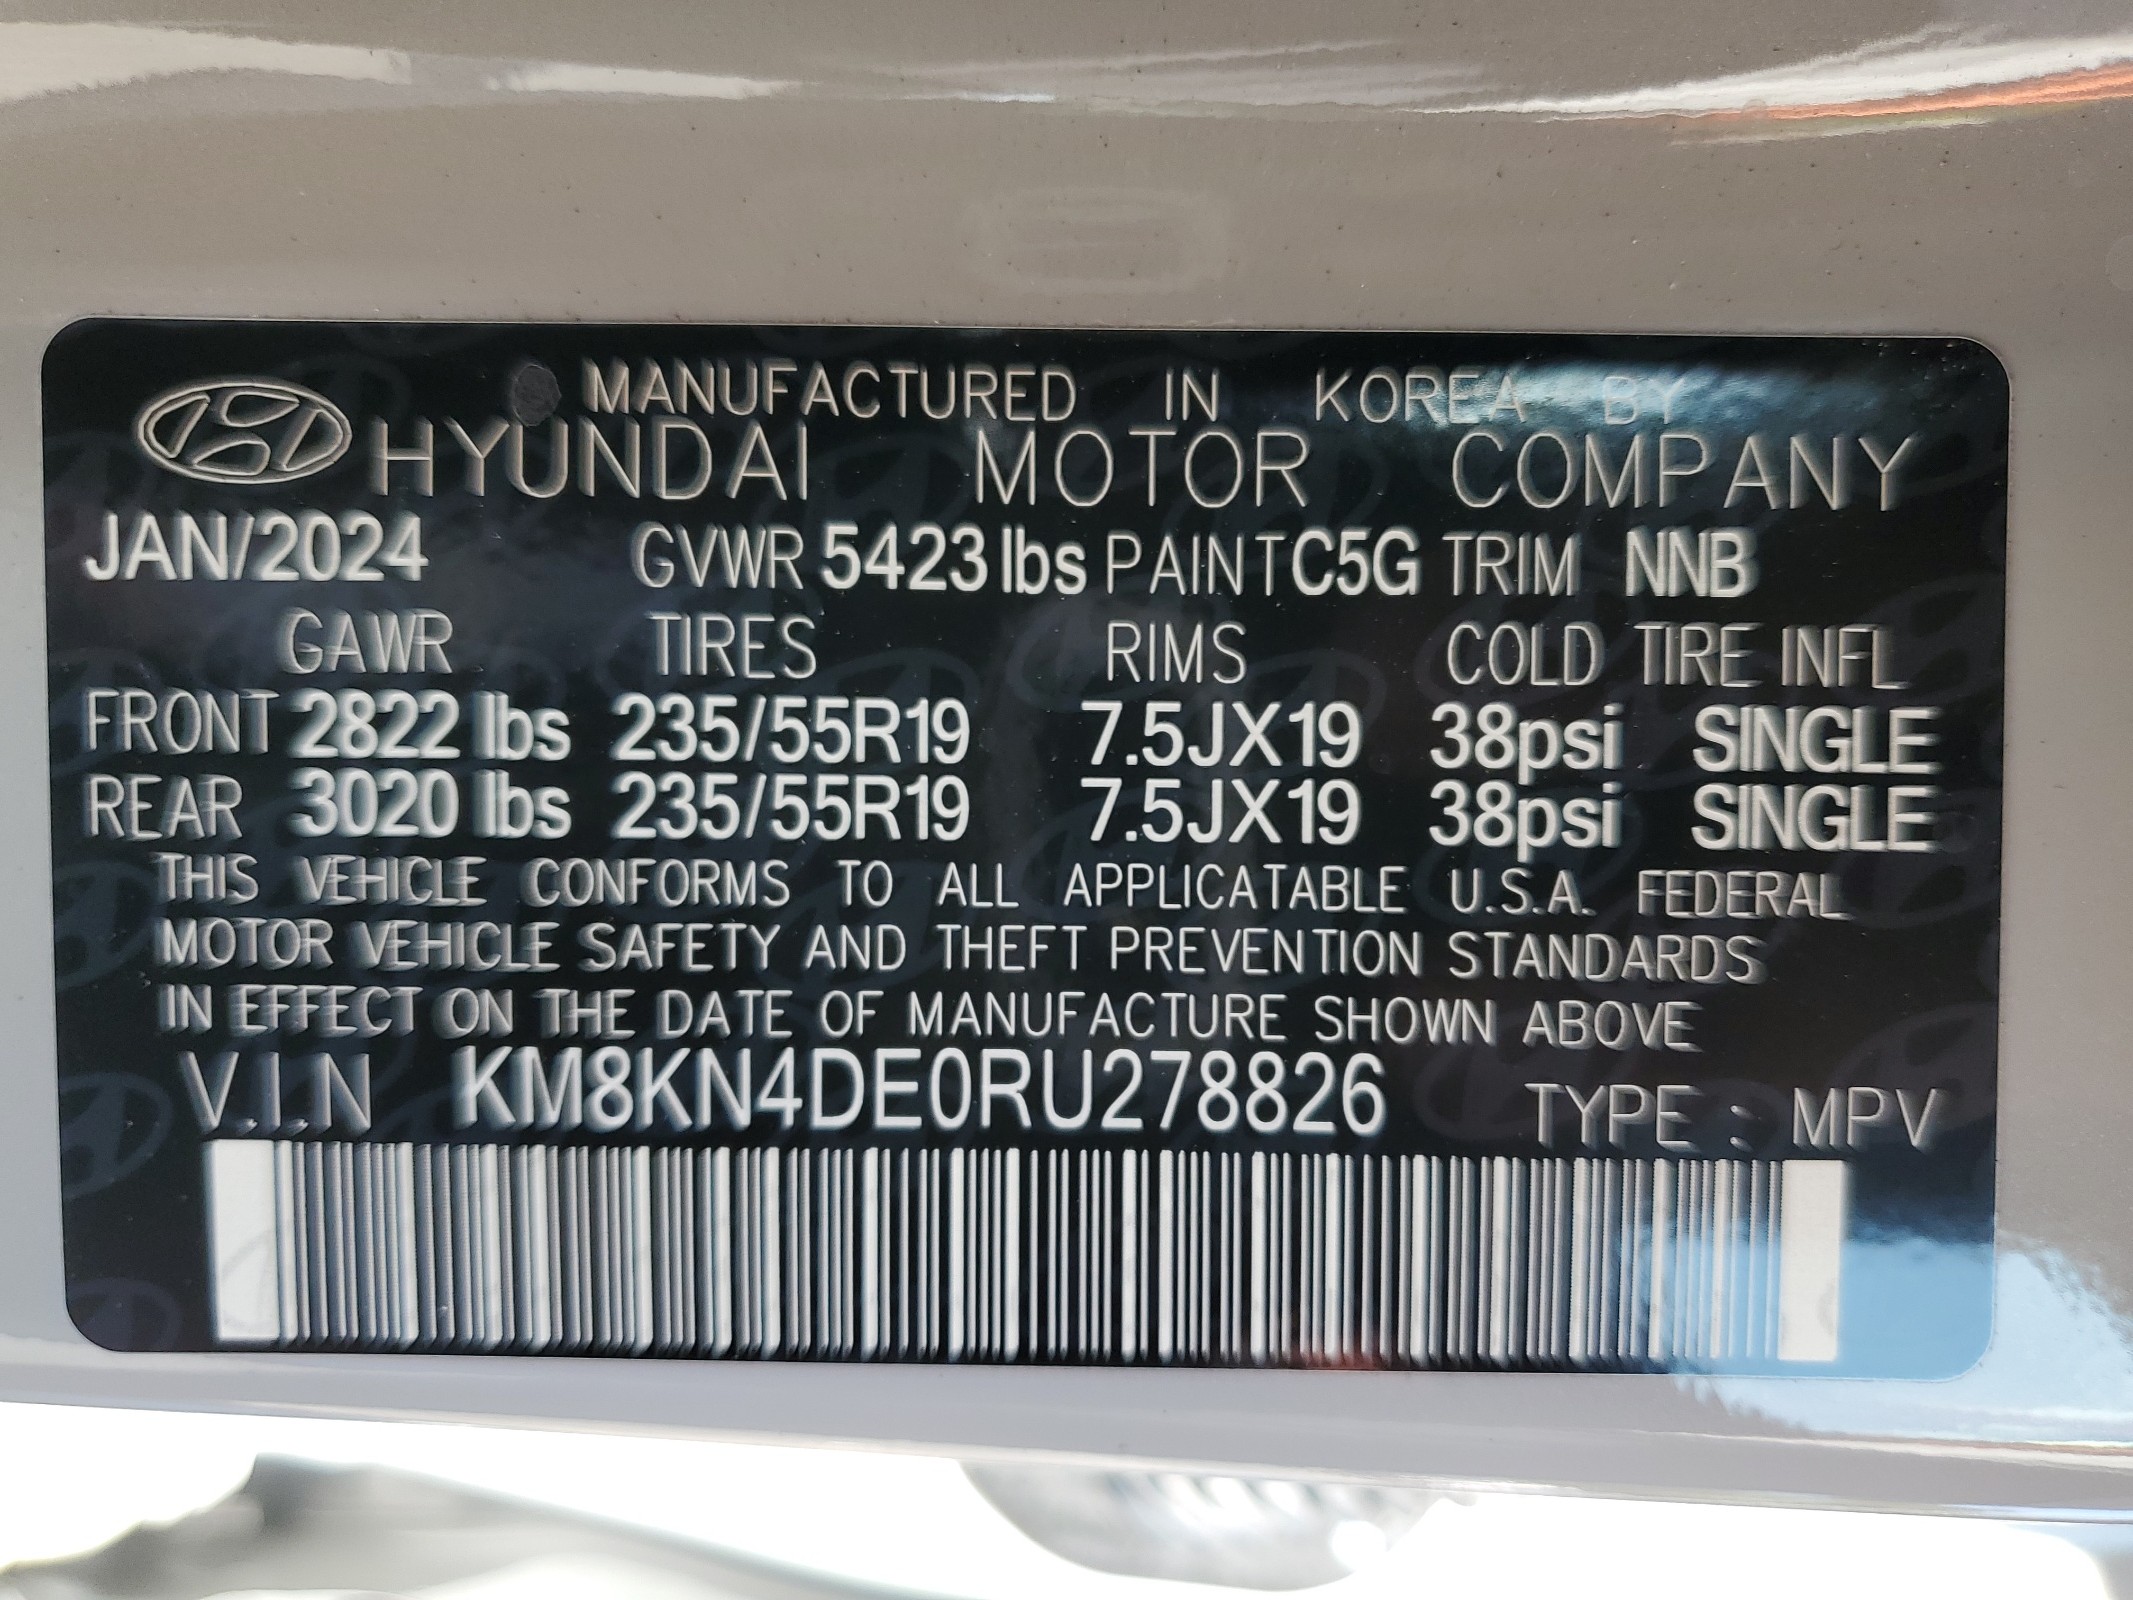 MANUFACTURED IN KOREA BY
HYUNDAI MOTOR COMPANY
JAN/2024 GVWR 5423 lbs PAINT C5G TRIM NNB
GAWR TIRES RIMS COLD TIRE INFL
FRONT 2822 lbs 235/55R19 7.5JX19 38psi SINGLE
REAR 3020 lbs 235/55R19 7.5JX19 38psi SINGLE
THIS VEHICLE CONFORMS TO ALL APPLICATABLE U.S.A. FEDERAL
MOTOR VEHICLE SAFETY AND THEFT PREVENTION STANDARDS
IN EFFECT ON THE DATE OF MANUFACTURE SHOWN ABOVE
V.I.N KM8KN4DE0RU278826 TYPE : MPV